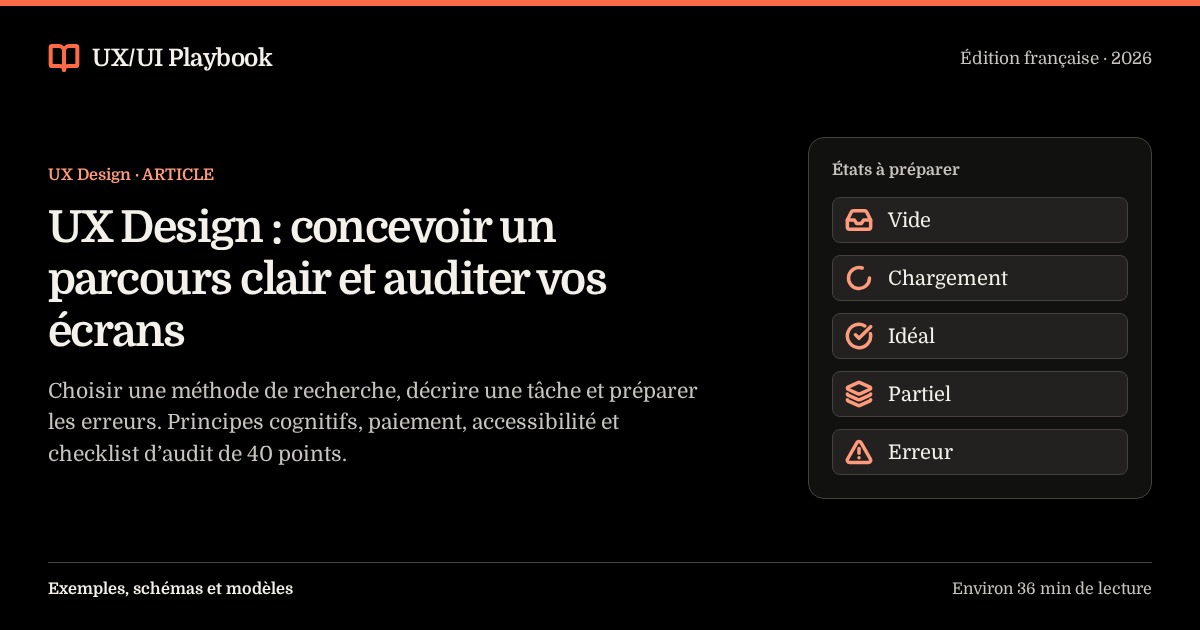 UX/UI Playbook
Édition française · 2026
UX Design · ARTICLE
UX Design : concevoir un
parcours clair et auditer vos
écrans
Choisir une méthode de recherche, décrire une tâche et préparer
les erreurs. Principes cognitifs, paiement, accessibilité et
checklist d’audit de 40 points.
États à préparer
Vide
Chargement
Idéal
Partiel
Erreur
Exemples, schémas et modèles
Environ 36 min de lecture